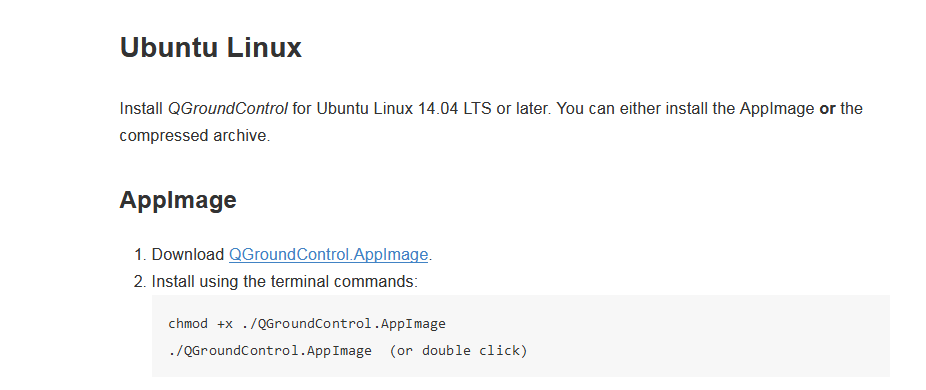 Ubuntu Linux
Install QGroundControl for Ubuntu Linux 14.04 LTS or later. You can either install the AppImage or the
compressed archive.
AppImage
1. Download QGroundControl.AppImage.
2. Install using the terminal commands:
chmod +x ./QGroundControl.AppImage
./QGroundControl.AppImage  (or double click)